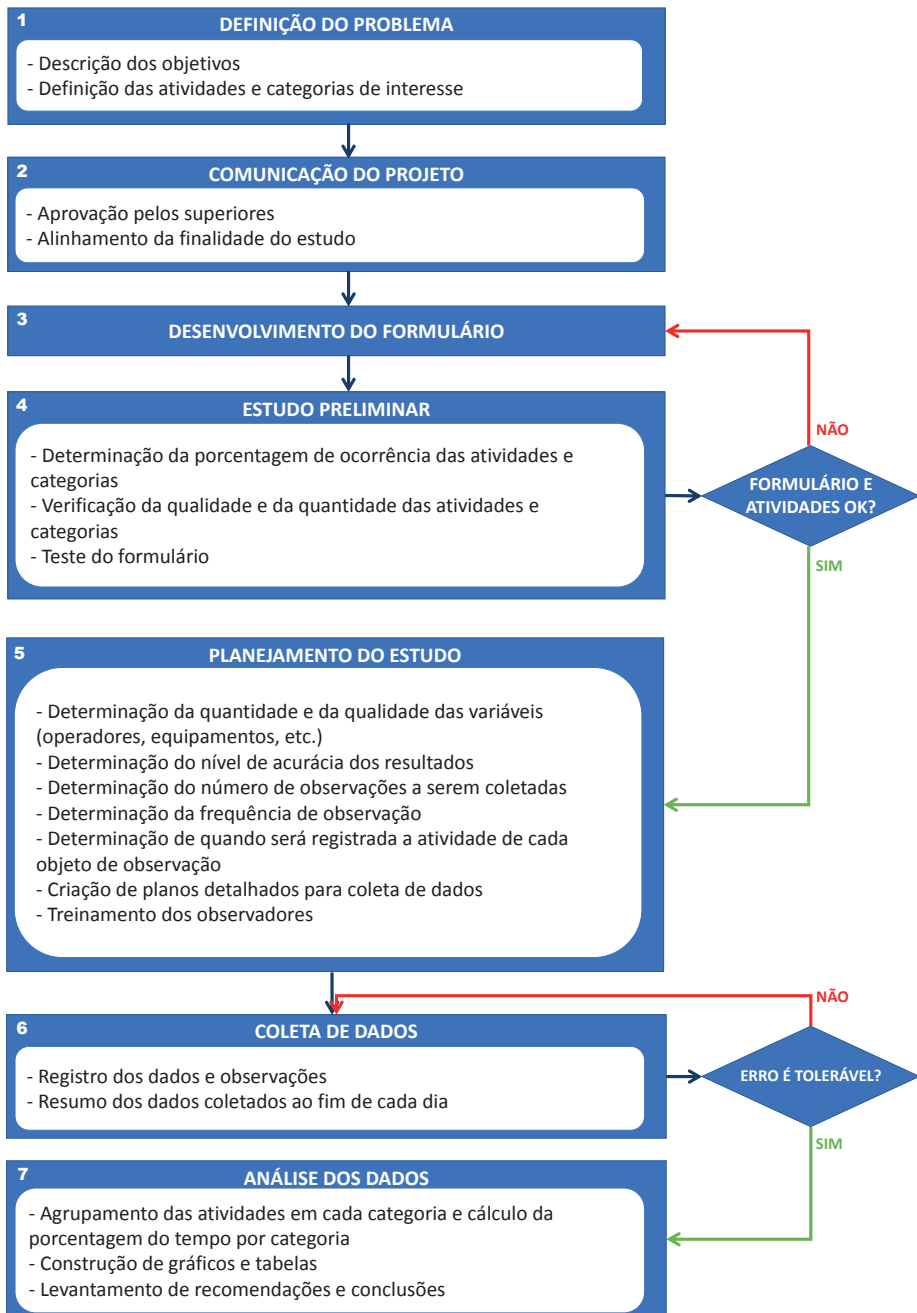 1
DEFINIÇÃO DO PROBLEMA
- Descrição dos objetivos
- Definição das atividades e categorias de interesse
2
COMUNICAÇÃO DO PROJETO
- Aprovação pelos superiores
- Alinhamento da finalidade do estudo
3
DESENVOLVIMENTO DO FORMULÁRIO
4
ESTUDO PRELIMINAR
- Determinação da porcentagem de ocorrência das atividades e
categorias
- Verificação da qualidade e da quantidade das atividades e
categorias
- Teste do formulário
NÃO
FORMULÁRIO E
ATIVIDADES OK?
SIM
5
PLANEJAMENTO DO ESTUDO
- Determinação da quantidade e da qualidade das variáveis
(operadores, equipamentos, etc.)
- Determinação do nível de acurácia dos resultados
- Determinação do número de observações a serem coletadas
- Determinação da frequência de observação
- Determinação de quando será registrada a atividade de cada
objeto de observação
- Criação de planos detalhados para coleta de dados
- Treinamento dos observadores
6
COLETA DE DADOS
- Registro dos dados e observações
- Resumo dos dados coletados ao fim de cada dia
NÃO
ERRO É TOLERÁVEL?
SIM
7
ANÁLISE DOS DADOS
- Agrupamento das atividades em cada categoria e cálculo da
porcentagem do tempo por categoria
- Construção de gráficos e tabelas
- Levantamento de recomendações e conclusões